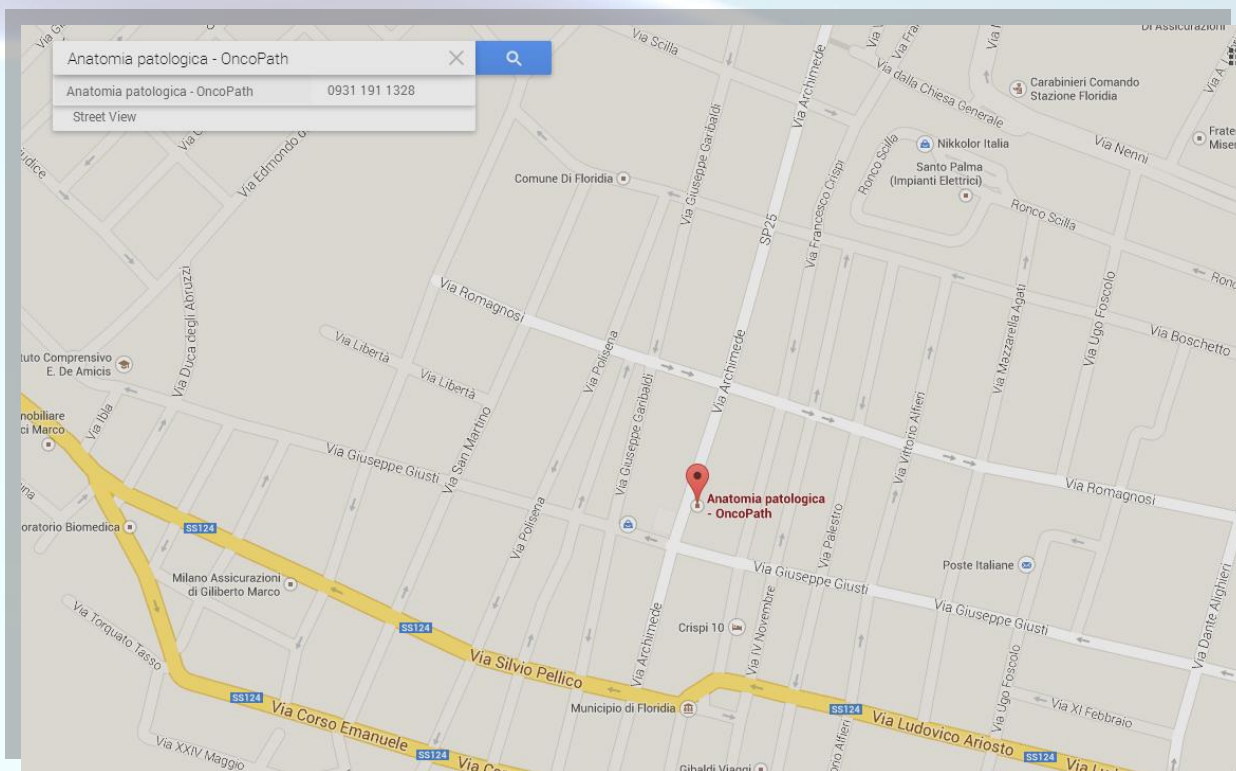 Anatomia patologica - OncoPath
Anatomia patologica - OncoPath 0931 191 1328
Street View
Di Assicurazioni
Via Scilla
Via Archimede
Via dalla Chiesa Generale
Carabinieri Comando
Stazione Floridia
Via Nenni
Nikkolor Italia
Santo Palma
(Impianti Elettrici)
Ronco Scilla
Ronco Scilla
Comune Di Floridia
Via Giuseppe Garibaldi
SP25
Via Francesco Crispi
Via Duca degli Abruzzi
Via Romagnosi
Via Mazzarella Agati
Via Ugo Foscolo
Via Boschetto
Via Libertà
Via Libertà
Via Polisena
Via Archimede
E. De Amicis
Via Ibla
Via Giuseppe Garibaldi
Via Vittorio Alfieri
Via San Martino
Via Giuseppe Giusti
Via Romagnosi
Anatomia patologica
- OncoPath
Via Polisena
Via Palestro
SS124
Poste Italiane
Milano Assicurazioni
di Giliberto Marco
Via Giuseppe Giusti
Via Giuseppe Giusti
Via Dante Alighieri
Via Torquato Tasso
SS124
Crispi 10
Via IV Novembre
Via Archimede
Via Silvio Pellico
Via Ugo Foscolo
Via XI Febbraio
SS124
Via Corso Emanuele
Municipio di Floridia
SS124
Via Ludovico Ariosto
Via XXIV Maggio
SS124
SS124
Gibaldi Viaggi